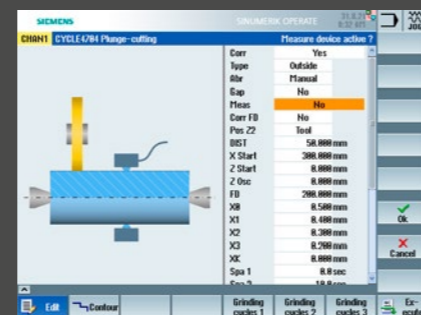 SIEMENS
SINUMERIK OPERATE
JOG
CHAN1 CYCLE4704 Plunge-cutting Measure device active ?
Corr Yes
Type Outside
Abr Manual
Gap No
Meas No
Corr FD No
Pos Z2 Tool
DIST 50.000 mm
X Start 300.000 mm
Z Start 0.000 mm
Z Osc 0.000 mm
FD 200.000 mm
X0 0.500 mm
X1 0.400 mm
X2 0.300 mm
X3 0.200 mm
XK 0.000 mm
Spa 1 0.0 sec
Ok
Cancel
Edit
Contour
Grinding cycles 1
Grinding cycles 2
Grinding cycles 3
Ex-
ecute